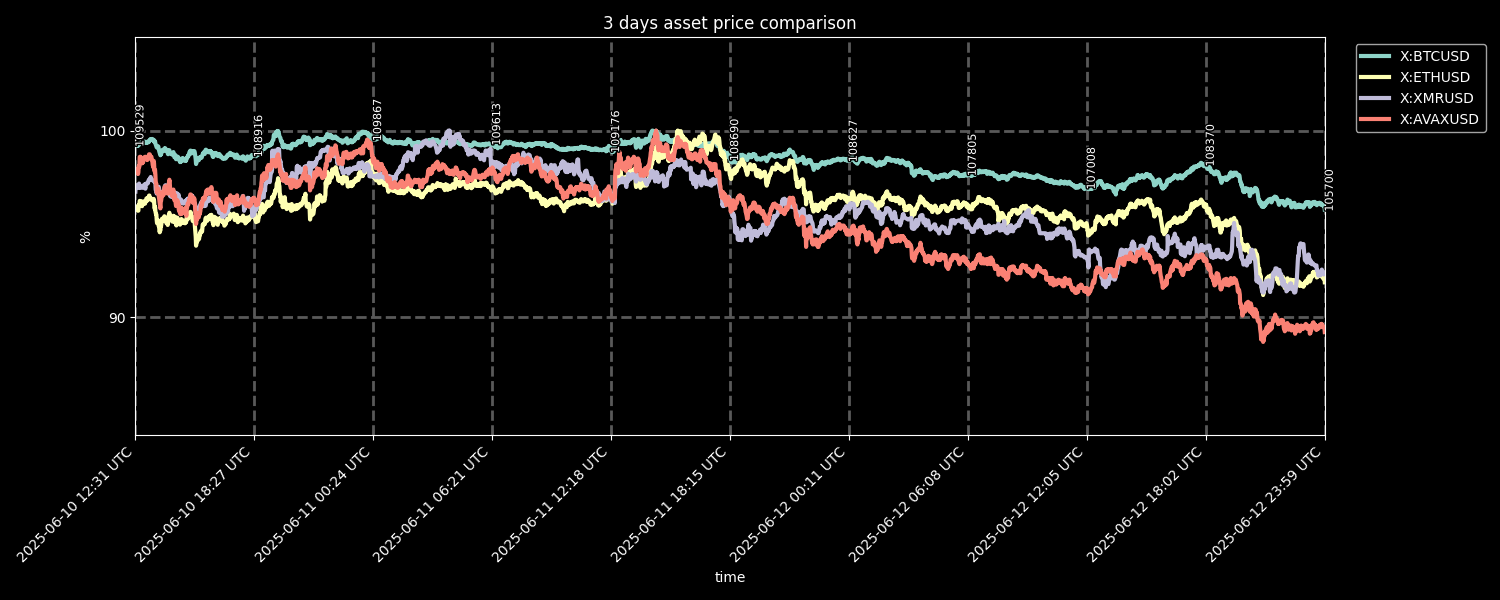 3 days asset price comparison
X:BTCUSD
X:ETHUSD
X:XMRUSD
X:AVAXUSD
109529
108916
109867
109613
109176
108690
108627
107805
107008
108370
105700
100
90
%
2025-06-10 12:31 UTC
2025-06-10 18:27 UTC
2025-06-11 00:24 UTC
2025-06-11 06:21 UTC
2025-06-11 12:18 UTC
2025-06-11 18:15 UTC
2025-06-12 00:11 UTC
2025-06-12 06:08 UTC
2025-06-12 12:05 UTC
2025-06-12 18:02 UTC
2025-06-12 23:59 UTC
time